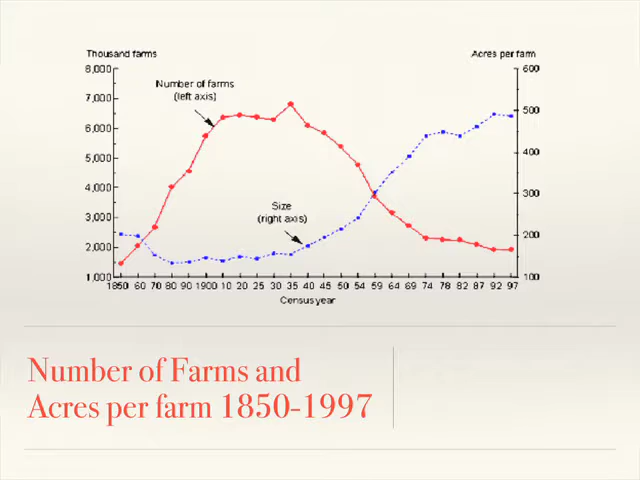 Thousand farms
Acres per farm
8,000
7,000
6,000
5,000
4,000
3,000
2,000
1,000
Number of farms
(left axis)
Size
(right axis)
600
500
400
300
200
100
1850 60 70 80 90 1900 10 20 25 30 35 40 45 50 54 59 64 69 74 78 82 87 92 97
Census year
Number of Farms and
Acres per farm 1850-1997